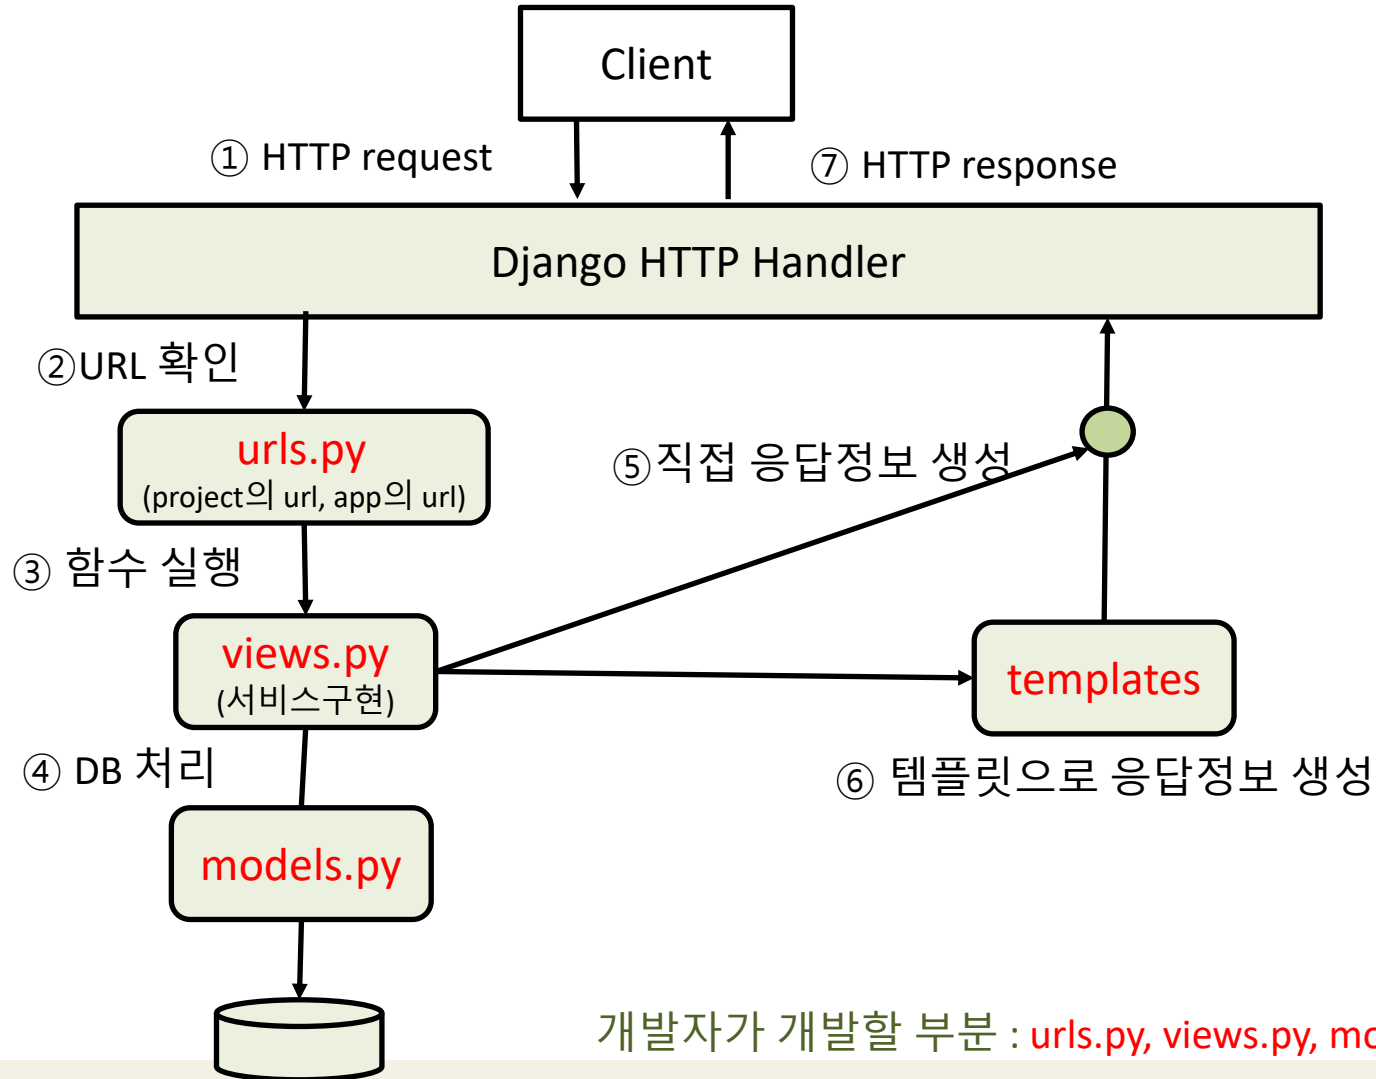 Client
① HTTP request
⑦ HTTP response
Django HTTP Handler
②URL 확인
urls.py
(project의 url, app의 url)
⑤직접 응답정보 생성
③ 함수 실행
views.py
(서비스구현)
templates
④ DB 처리
⑥ 템플릿으로 응답정보 생성
models.py
개발자가 개발할 부분 : urls.py, views.py,